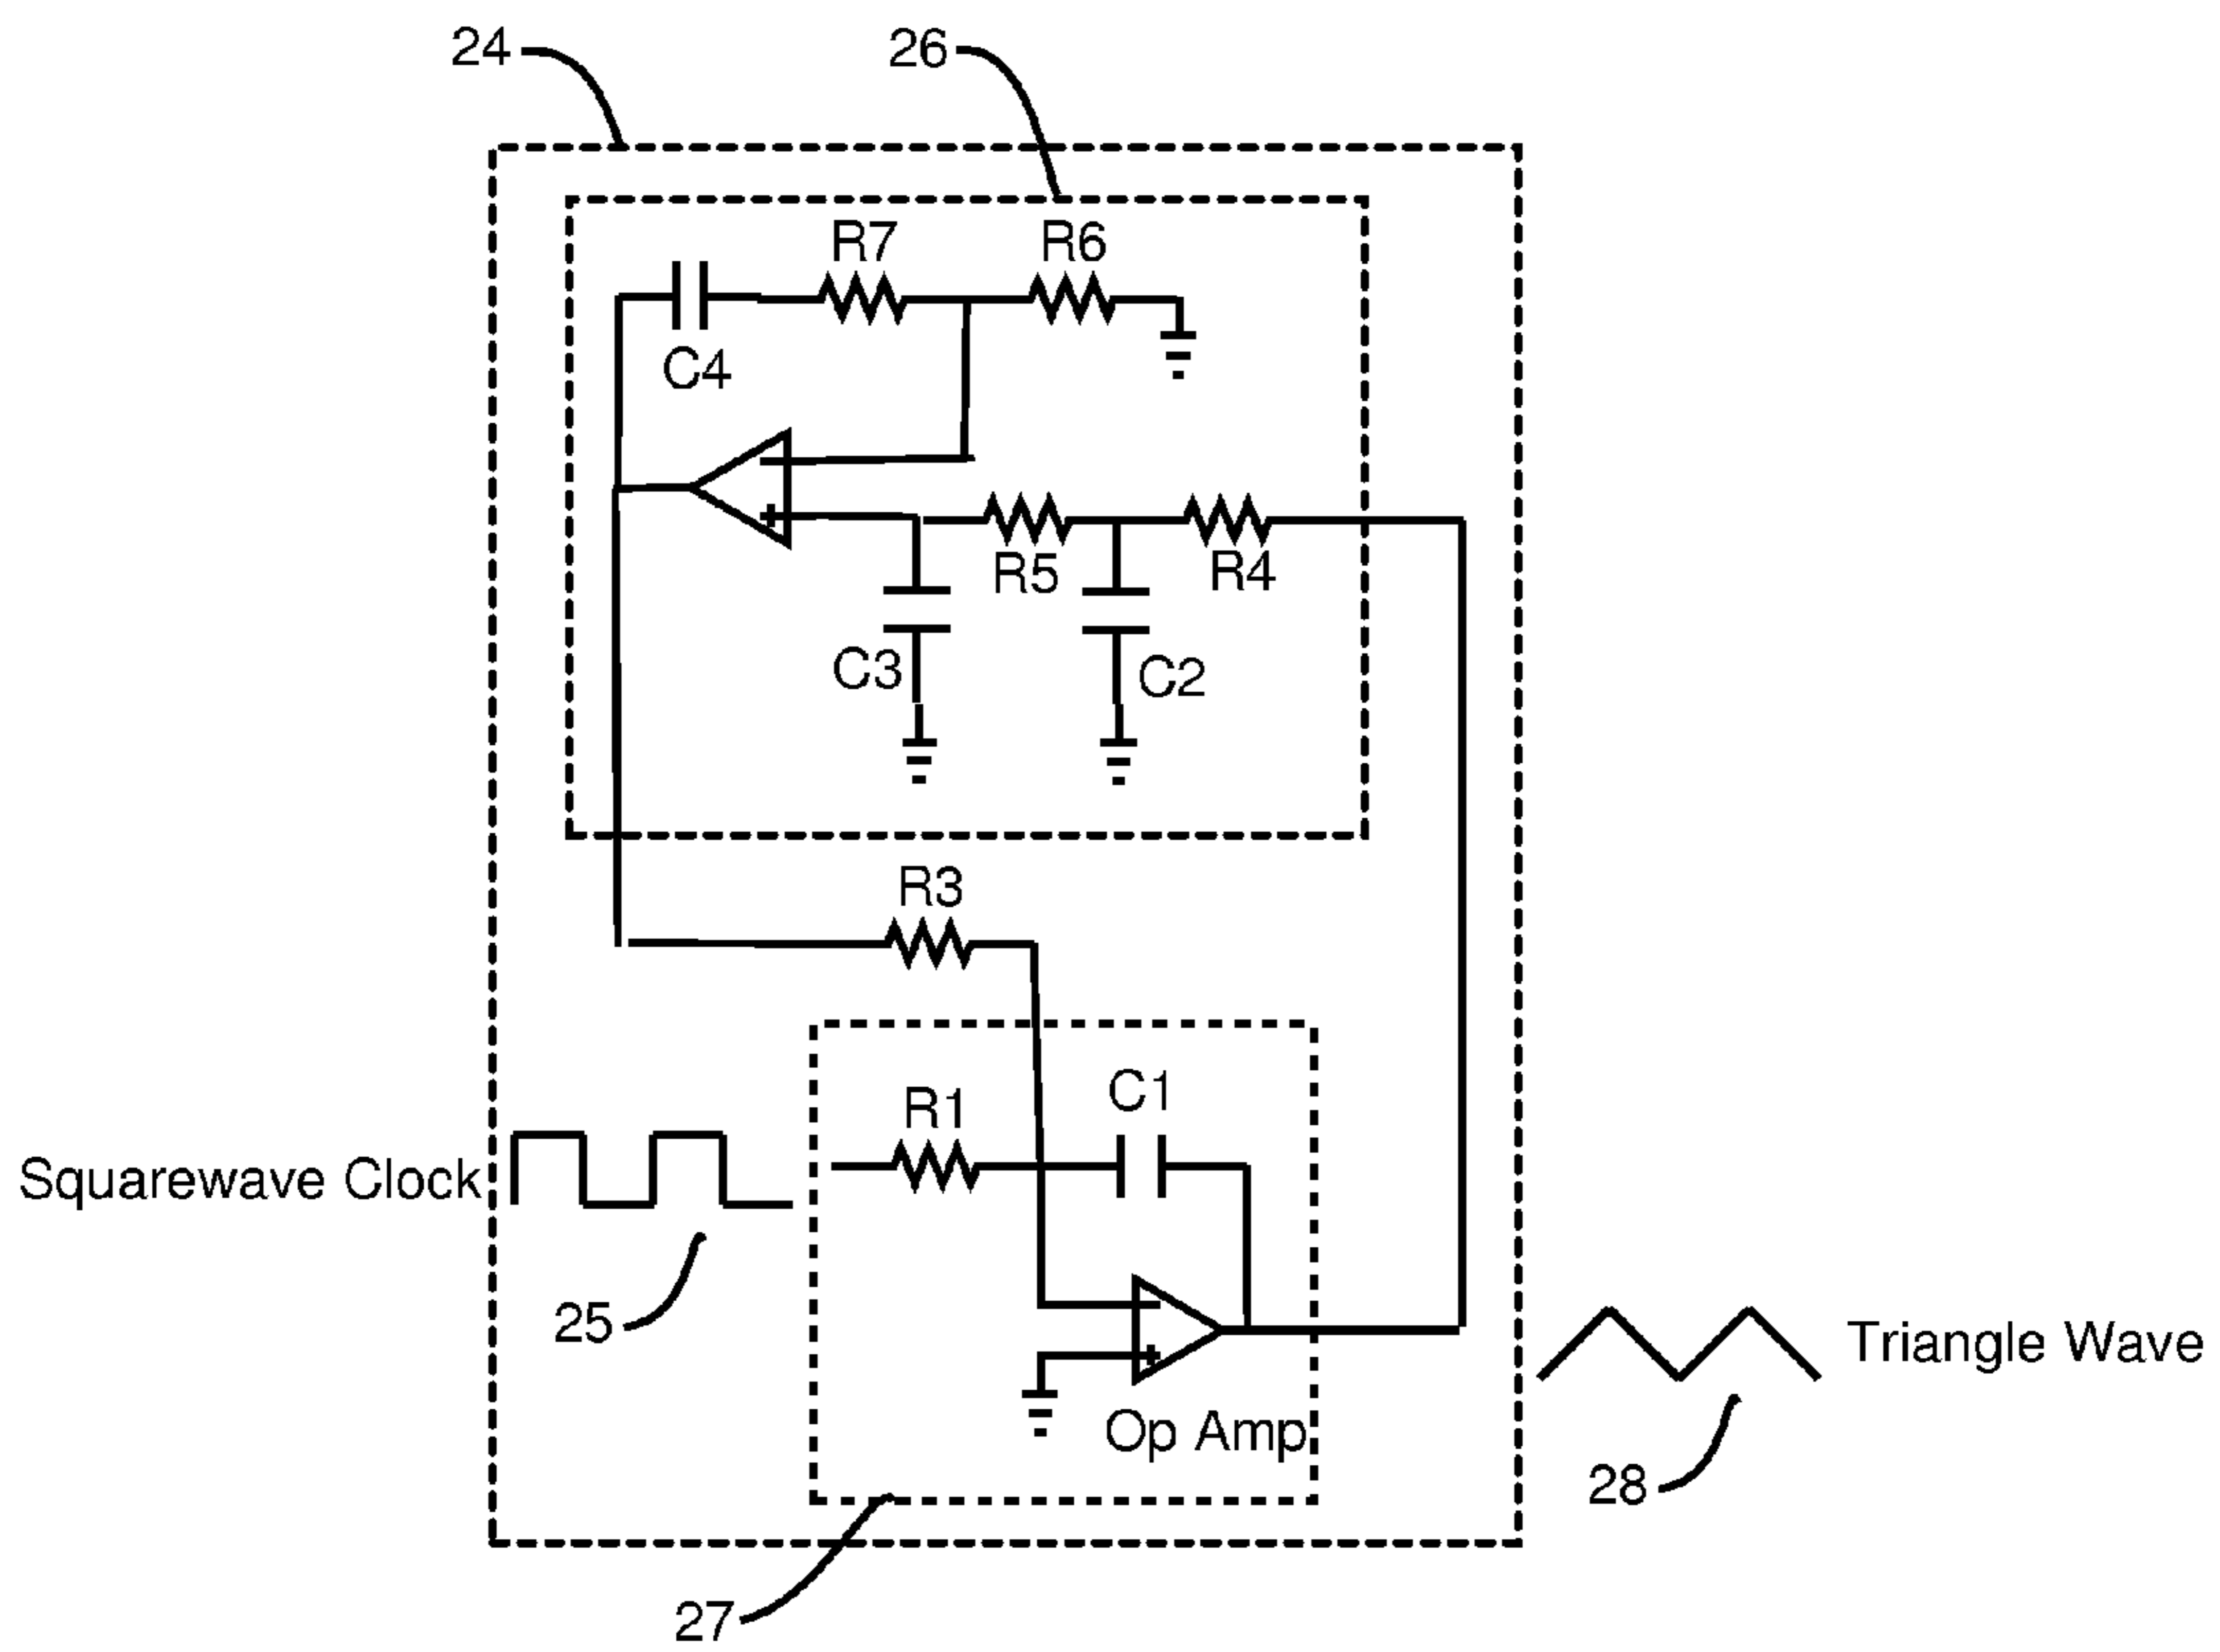 24
26
R7
R6
C4
R5
R4
C3
C2
R3
R1
C1
Squarewave Clock
25
Triangle Wave
Op Amp
28
27